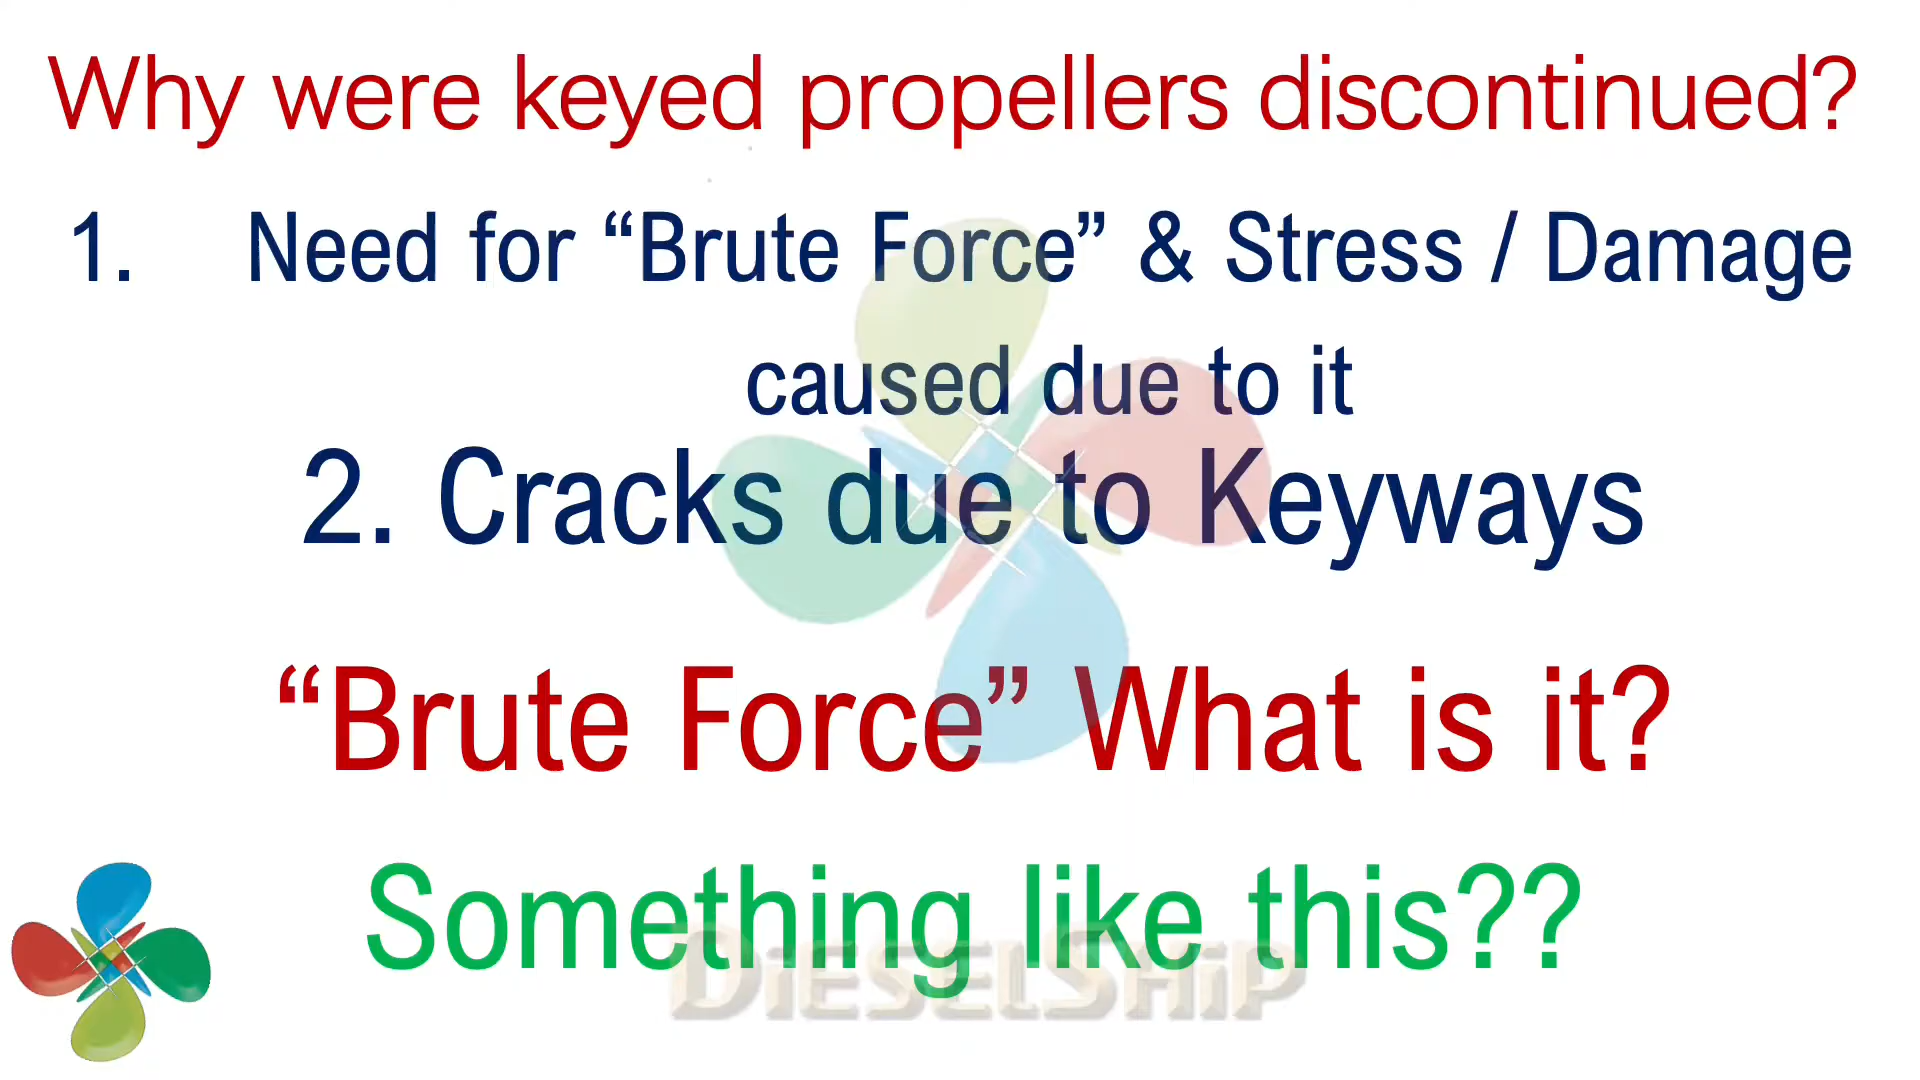 Why were keyed propellers discontinued?
1. Need for “Brute Force” & Stress / Damage
caused due to it
2. Cracks due to Keyways
“Brute Force” What is it?
Something like this??
DiESELSHiP